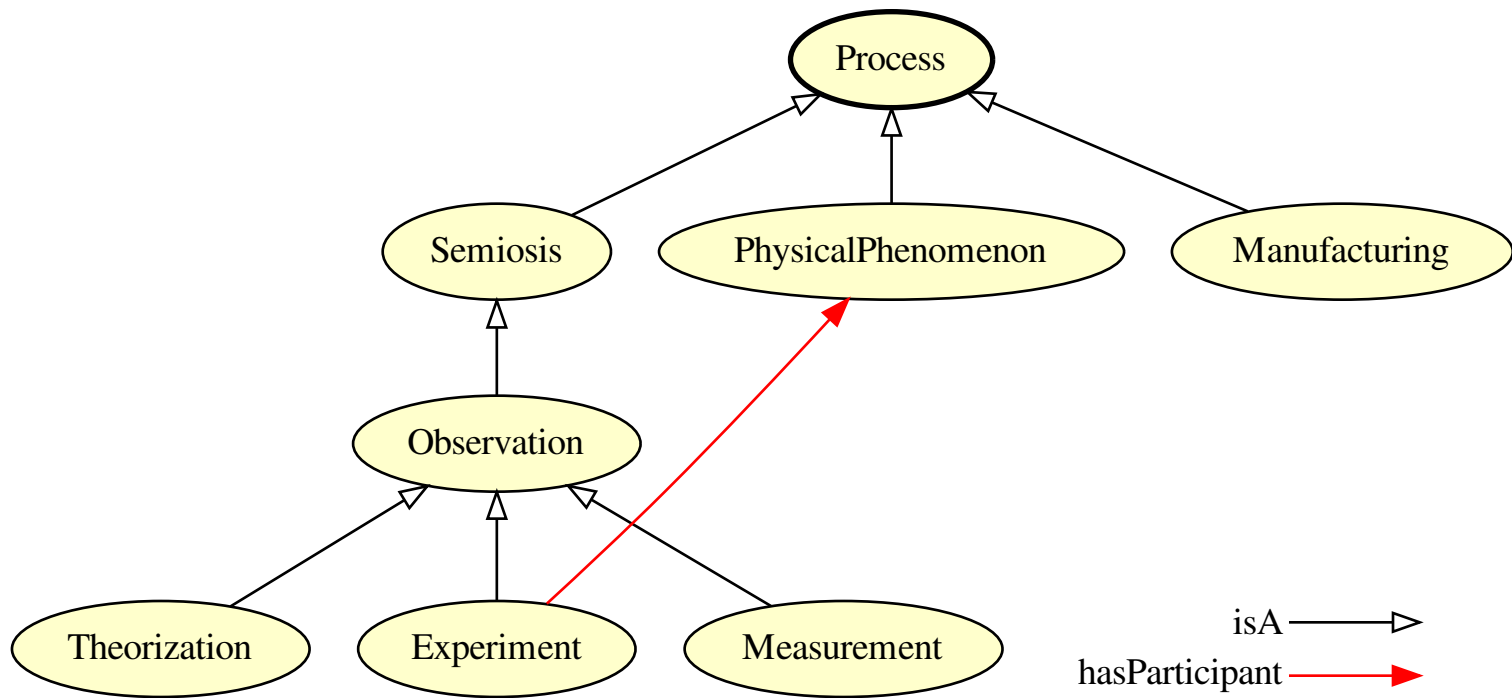 Process
Semiosis
PhysicalPhenomenon
Manufacturing
Observation
Theorization
Experiment
Measurement
isA
hasParticipant